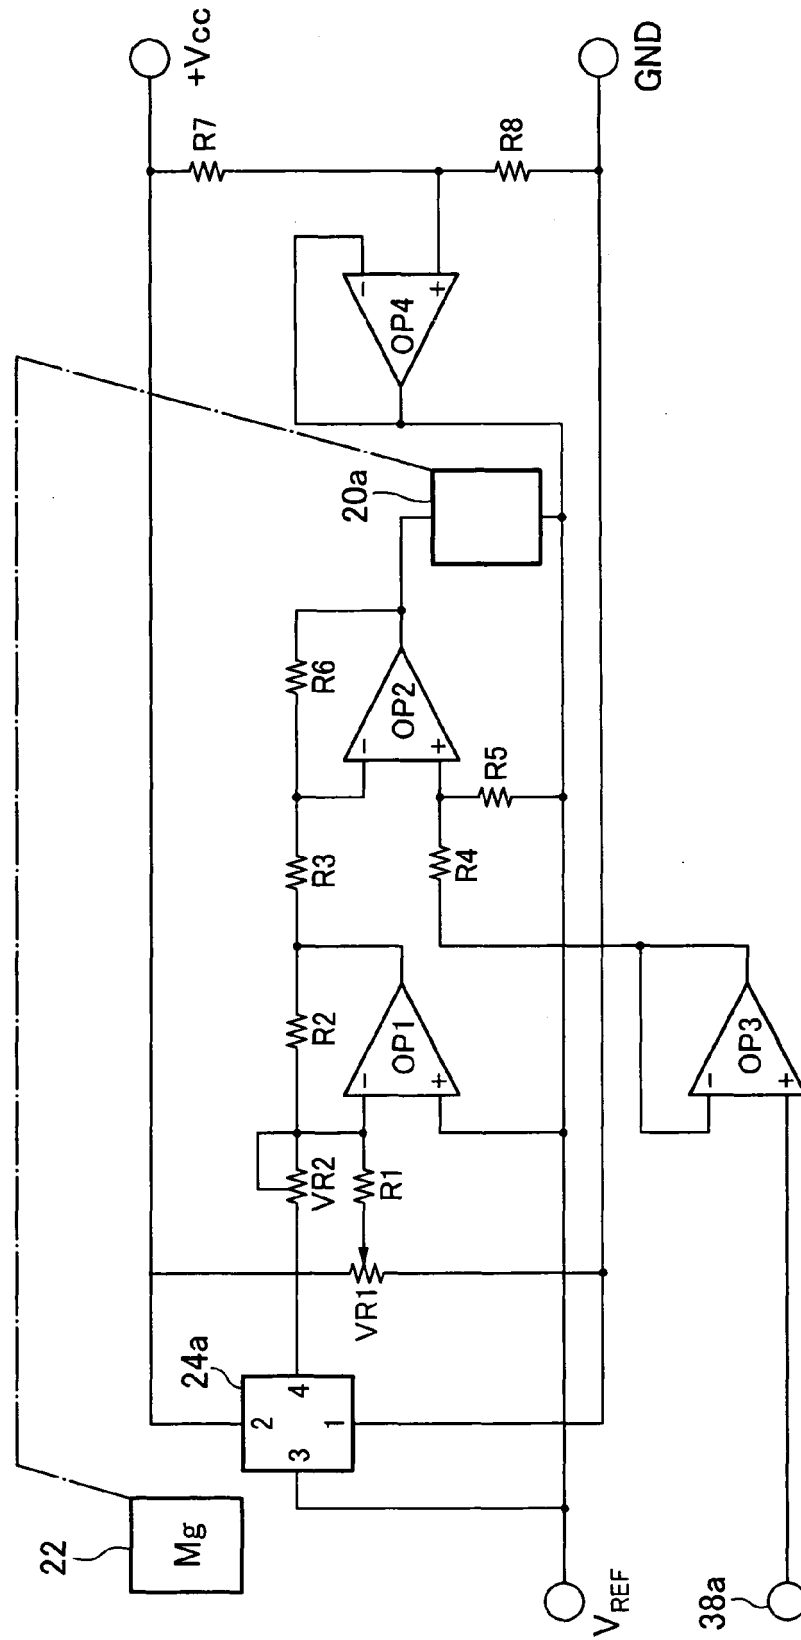 22
Mg
24a
2
4
3
1
VR1
VR2
R1
R2
-
+
OP1
R3
R6
-
+
OP2
R4
R5
20a
-
+
OP4
R7
R8
+Vcc
GND
VREF
38a
-
+
OP3